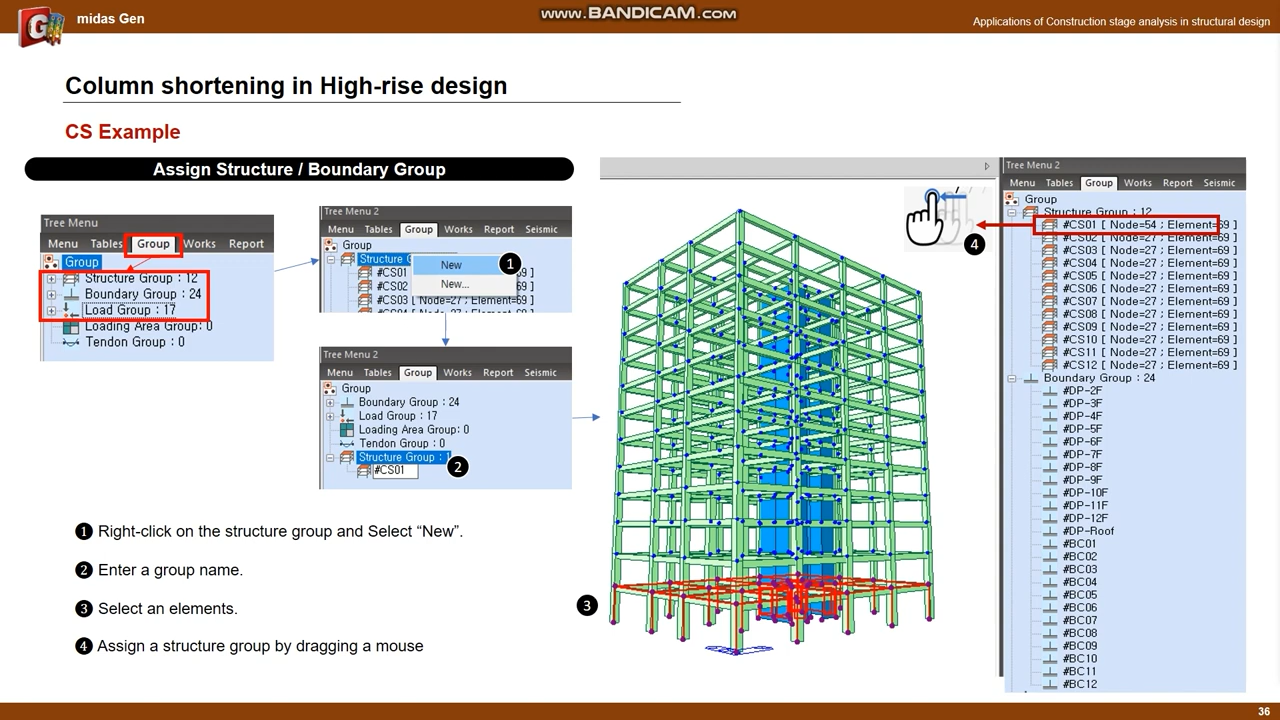 midas Gen
www.BANDICAM.com
Applications of Construction stage analysis in structural design
Column shortening in High-rise design
CS Example
Assign Structure / Boundary Group
Tree Menu
Menu Tables Group Works Report
Group
Structure Group : 12
Boundary Group : 24
Load Group : 17
Loading Area Group: 0
Tendon Group : 0
Tree Menu 2
Menu Tables Group Works Report Seismic
Group
Structure G
New
1
#CS01 69 ]
New...
#CS02 69 ]
#CS03 [ Node=27 ; Element=69 ]
Tree Menu 2
Menu Tables Group Works Report Seismic
Group
Boundary Group : 24
Load Group : 17
Loading Area Group: 0
Tendon Group : 0
Structure Group : 1
2
#CS01
1 Right-click on the structure group and Select “New”.
2 Enter a group name.
3 Select an elements.
4 Assign a structure group by dragging a mouse
3
4
Tree Menu 2
Menu Tables Group Works Report Seismic
Group
Structure Group : 12
#CS01 [ Node=54 ; Element=69 ]
#CS02 [ Node=27 ; Element=69 ]
#CS03 [ Node=27 ; Element=69 ]
#CS04 [ Node=27 ; Element=69 ]
#CS05 [ Node=27 ; Element=69 ]
#CS06 [ Node=27 ; Element=69 ]
#CS07 [ Node=27 ; Element=69 ]
#CS08 [ Node=27 ; Element=69 ]
#CS09 [ Node=27 ; Element=69 ]
#CS10 [ Node=27 ; Element=69 ]
#CS11 [ Node=27 ; Element=69 ]
#CS12 [ Node=27 ; Element=69 ]
Boundary Group : 24
#DP-2F
#DP-3F
#DP-4F
#DP-5F
#DP-6F
#DP-7F
#DP-8F
#DP-9F
#DP-10F
#DP-11F
#DP-12F
#DP-Roof
#BC01
#BC02
#BC03
#BC04
#BC05
#BC06
#BC07
#BC08
#BC09
#BC10
#BC11
#BC12
36